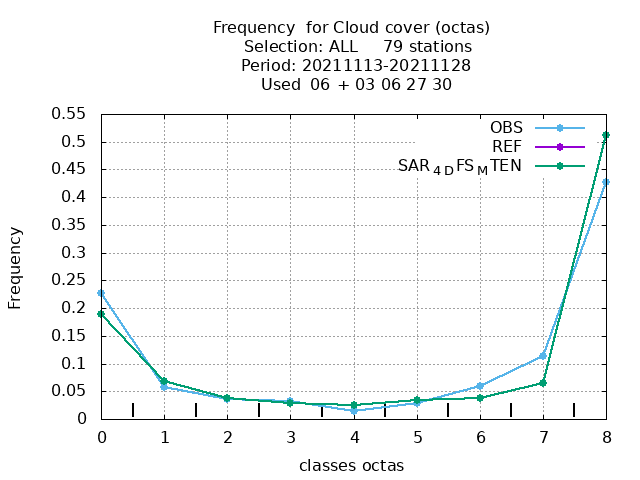 Frequency  for Cloud cover (octas)
Selection: ALL     79 stations
Period: 20211113-20211128
Used  06 + 03 06 27 30
OBS
REF
SAR4DFSMTEN
Frequency
0.55
0.5
0.45
0.4
0.35
0.3
0.25
0.2
0.15
0.1
0.05
0
0 1 2 3 4 5 6 7 8
classes octas